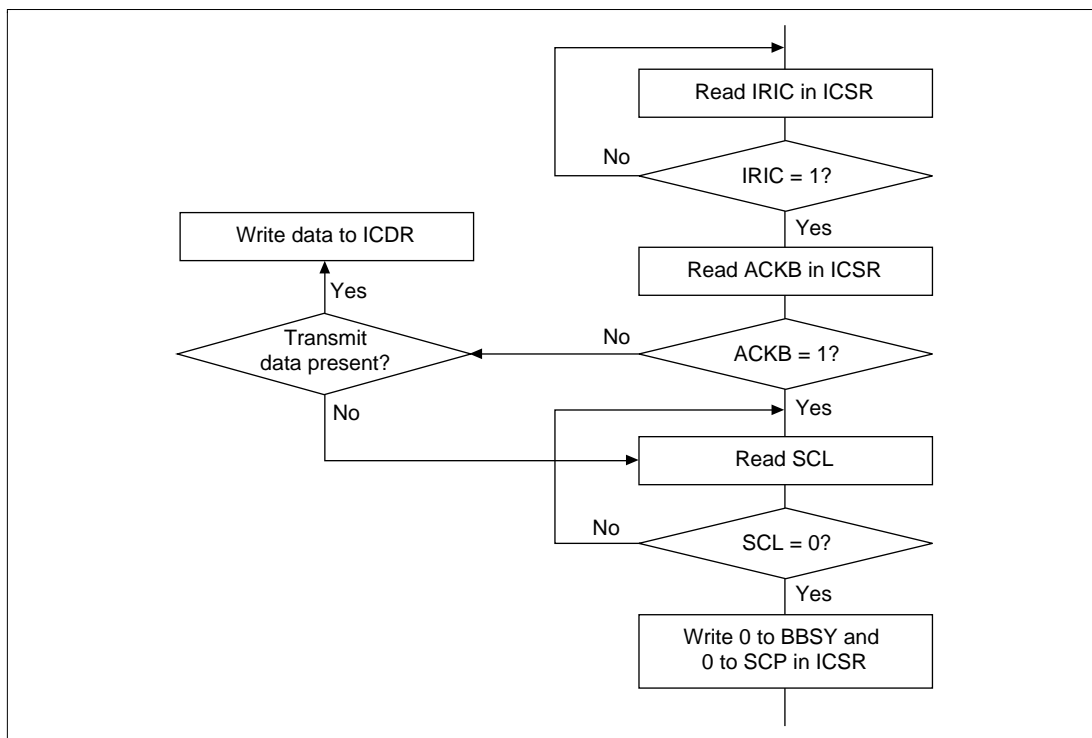 Read IRIC in ICSR
No
IRIC = 1?
Yes
Write data to ICDR
Read ACKB in ICSR
Yes
Transmit
data present?
No
ACKB = 1?
No
Yes
Read SCL
No
SCL = 0?
Yes
Write 0 to BBSY and
0 to SCP in ICSR